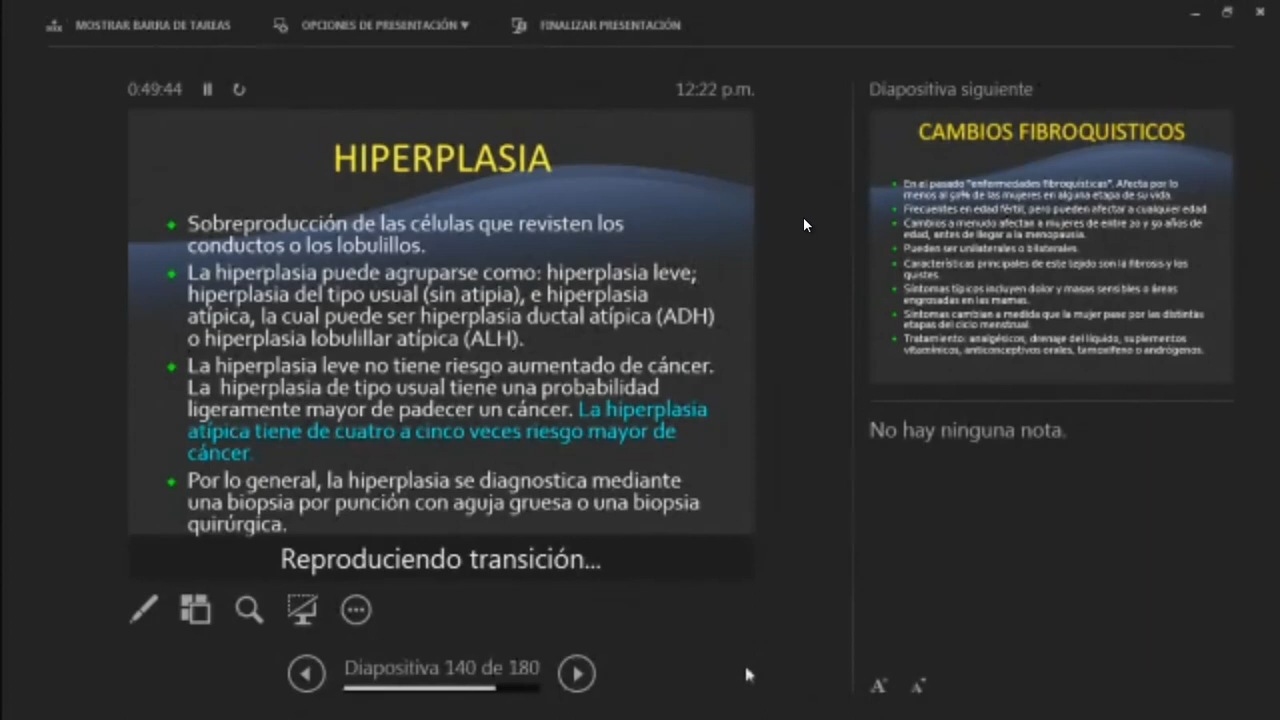 MOSTRAR BARRA DE TAREAS
OPCIONES DE PRESENTACIÓN ▼
FINALIZAR PRESENTACIÓN
0:49:44
12:22 p.m.
HIPERPLASIA
Sobreproducción de las células que revisten los
conductos o los lobulillos.
La hiperplasia puede agruparse como: hiperplasia leve;
hiperplasia del tipo usual (sin atipia), e hiperplasia
atípica, la cual puede ser hiperplasia ductal atípica (ADH)
o hiperplasia lobulillar atípica (ALH).
La hiperplasia leve no tiene riesgo aumentado de cáncer.
La hiperplasia de tipo usual tiene una probabilidad
ligeramente mayor de padecer un cáncer. La hiperplasia
atípica tiene de cuatro a cinco veces riesgo mayor de
cáncer.
Por lo general, la hiperplasia se diagnostica mediante
una biopsia por punción con aguja gruesa o una biopsia
quirúrgica.
Reproduciendo transición...
Diapositiva 140 de 180
Diapositiva siguiente
CAMBIOS FIBROQUISTICOS
En el pasado "enfermedades fibroquísticas". Afecta por lo
menos al 50% de las mujeres en alguna etapa de su vida.
Frecuentes en edad fértil, pero pueden afectar a cualquier edad
Cambios a menudo afectan a mujeres de entre 20 y 50 años de
edad, antes de llegar a la menopausia.
Pueden ser unilaterales o bilaterales.
Características principales de este tejido son la fibrosis y los
quistes.
Síntomas típicos incluyen dolor y masas sensibles o áreas
engrosadas en las mamas.
Síntomas cambian a medida que la mujer pase por las distintas
etapas del ciclo menstrual.
Tratamiento: analgésicos, drenaje del líquido, suplementos
vitamínicos, anticonceptivos orales, tamoxifeno o andrógenos.
No hay ninguna nota.
A A